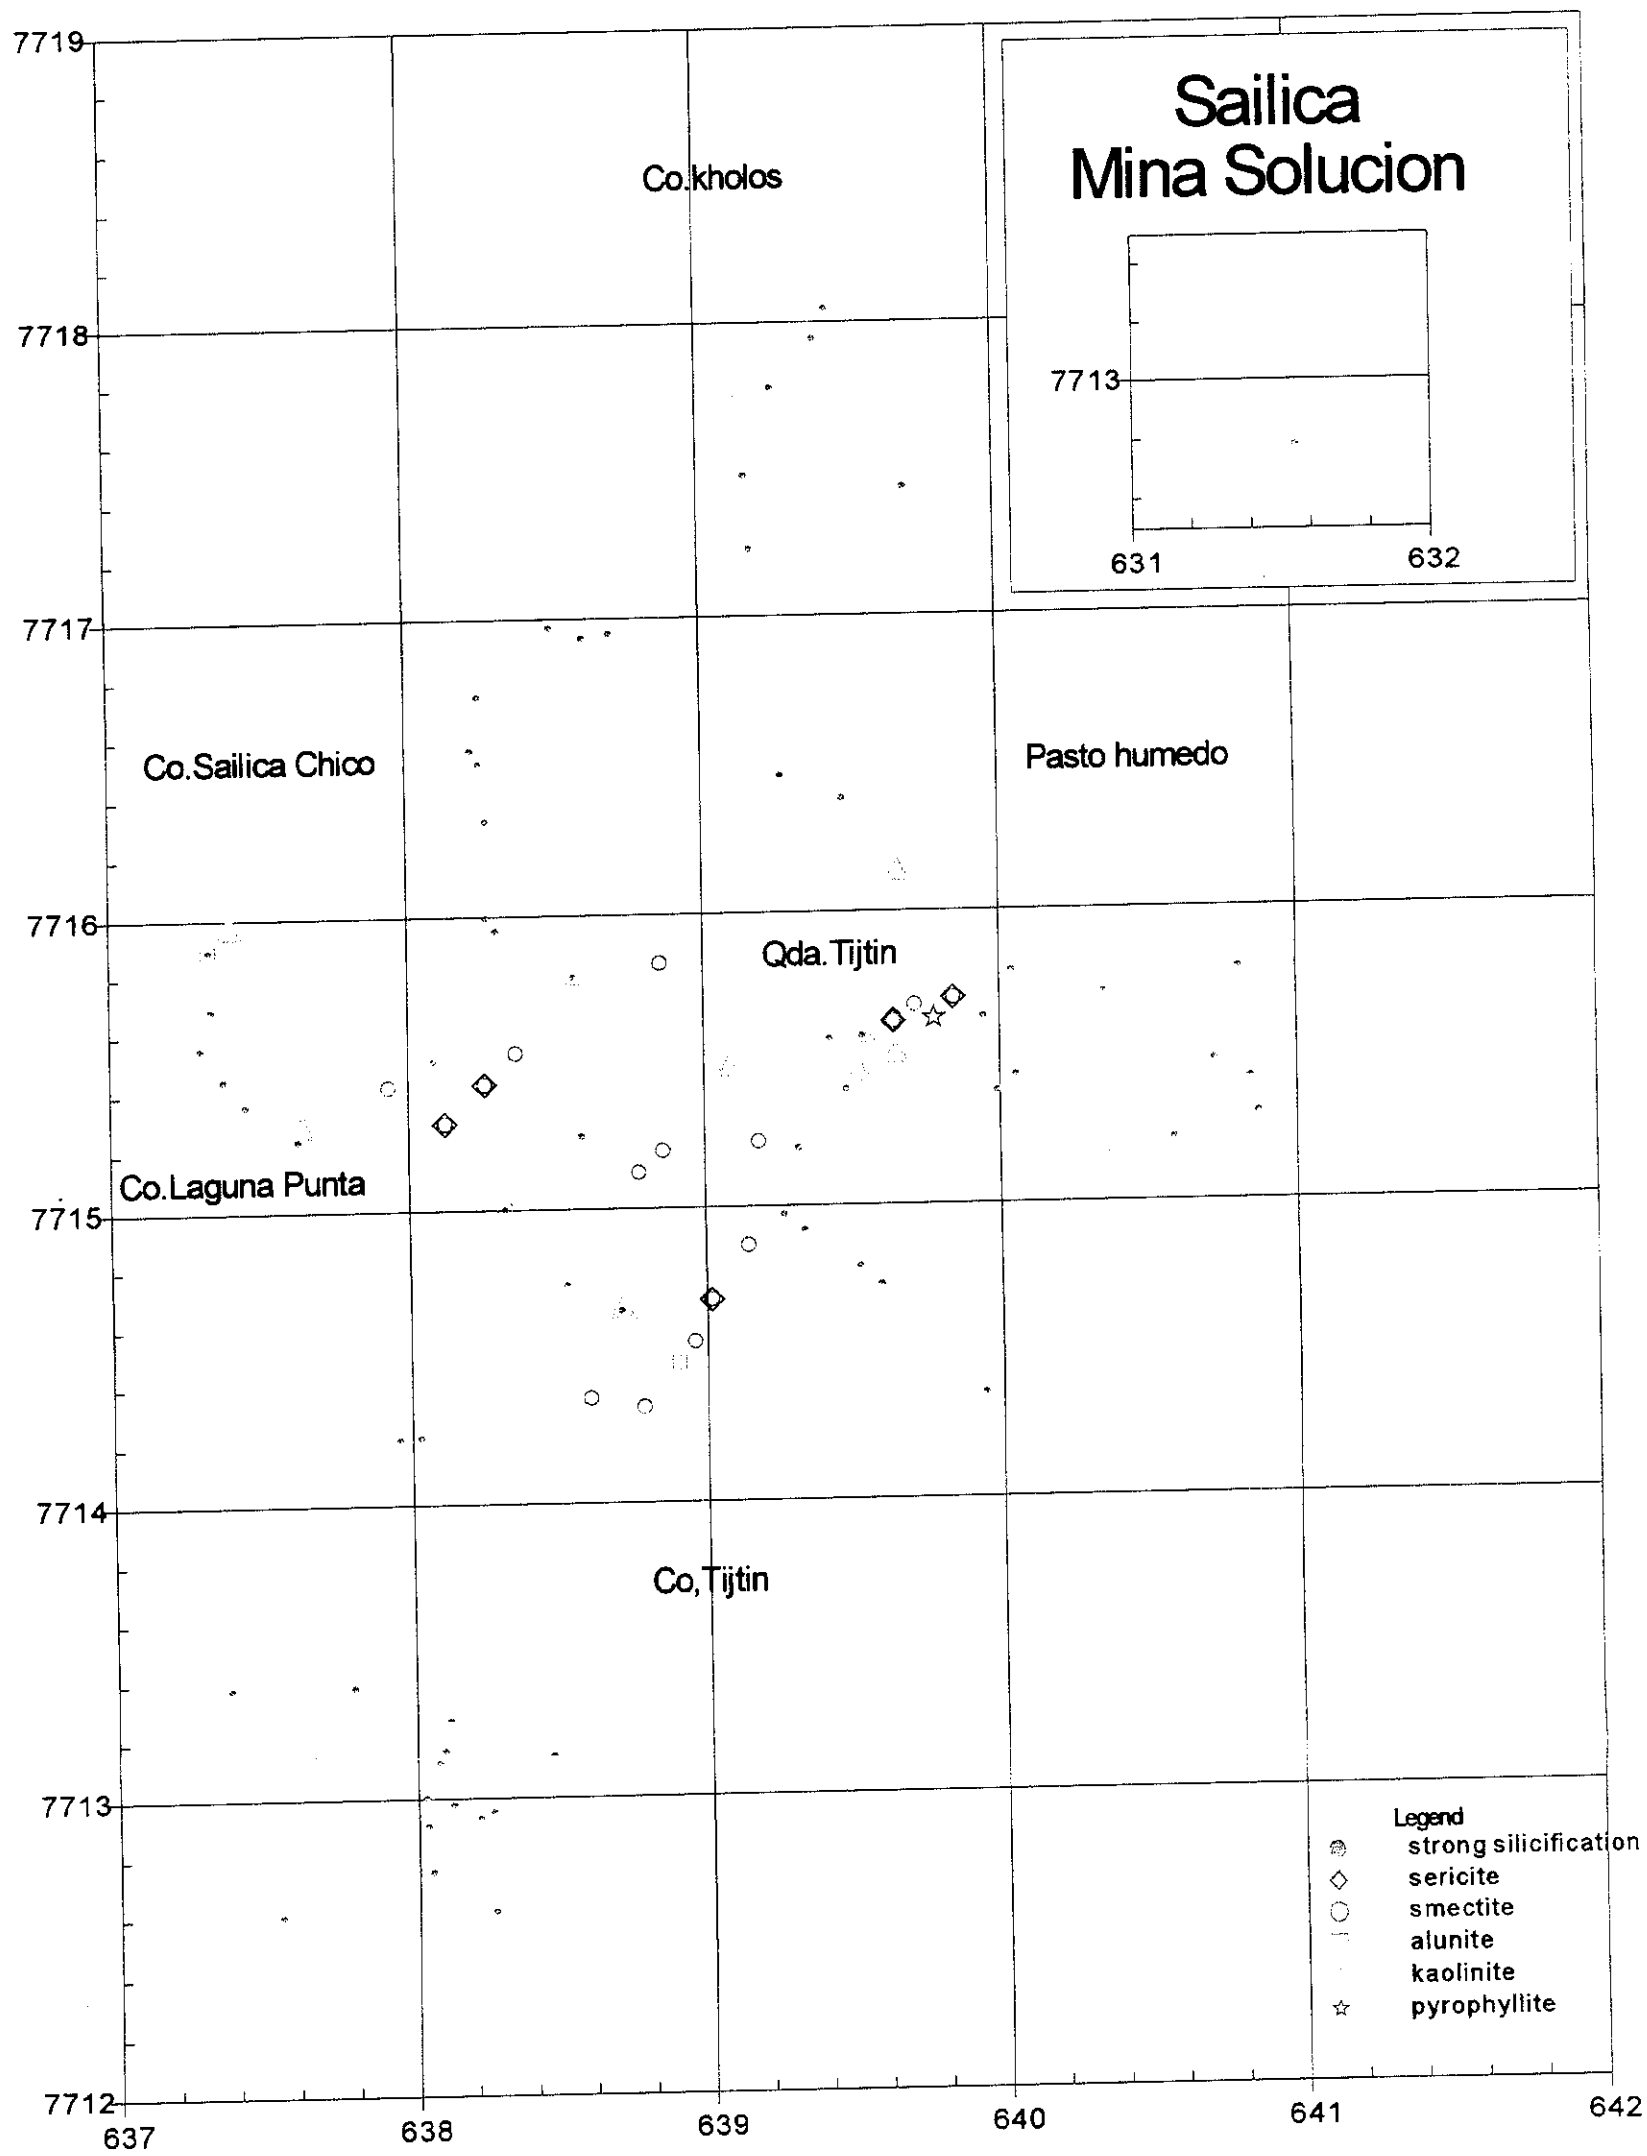 7719
Sailica
Mina Solucion
Co.kholos
7718
7713
631
632
7717
Co.Sailica Chico
Pasto humedo
7716
Qda.Tijtin
Co.Laguna Punta
7715
7714
Co,Tijtin
7713
Legend
strong silicification
sericite
smectite
alunite
kaolinite
pyrophyllite
7712
637
638
639
640
641
642